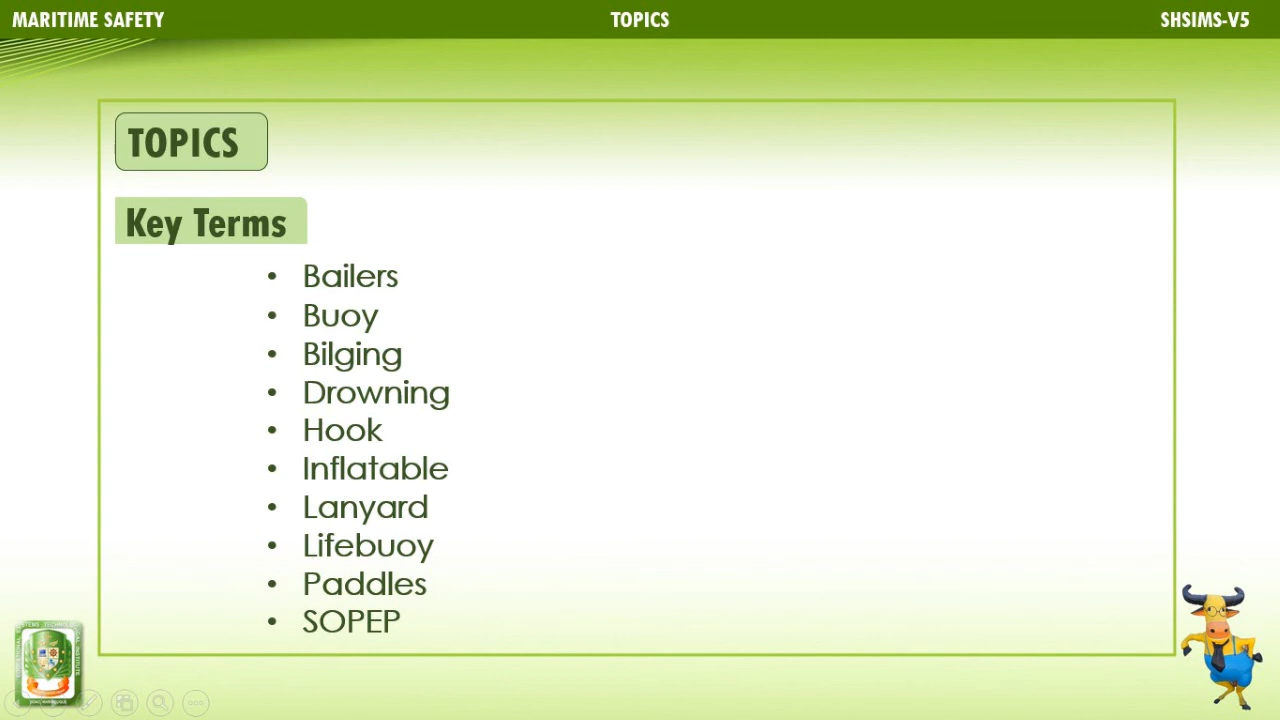 MARITIME SAFETY
TOPICS
SHSIMS-V5
TOPICS
Key Terms
• Bailers
• Buoy
• Bilging
• Drowning
• Hook
• Inflatable
• Lanyard
• Lifebuoy
• Paddles
• SOPEP